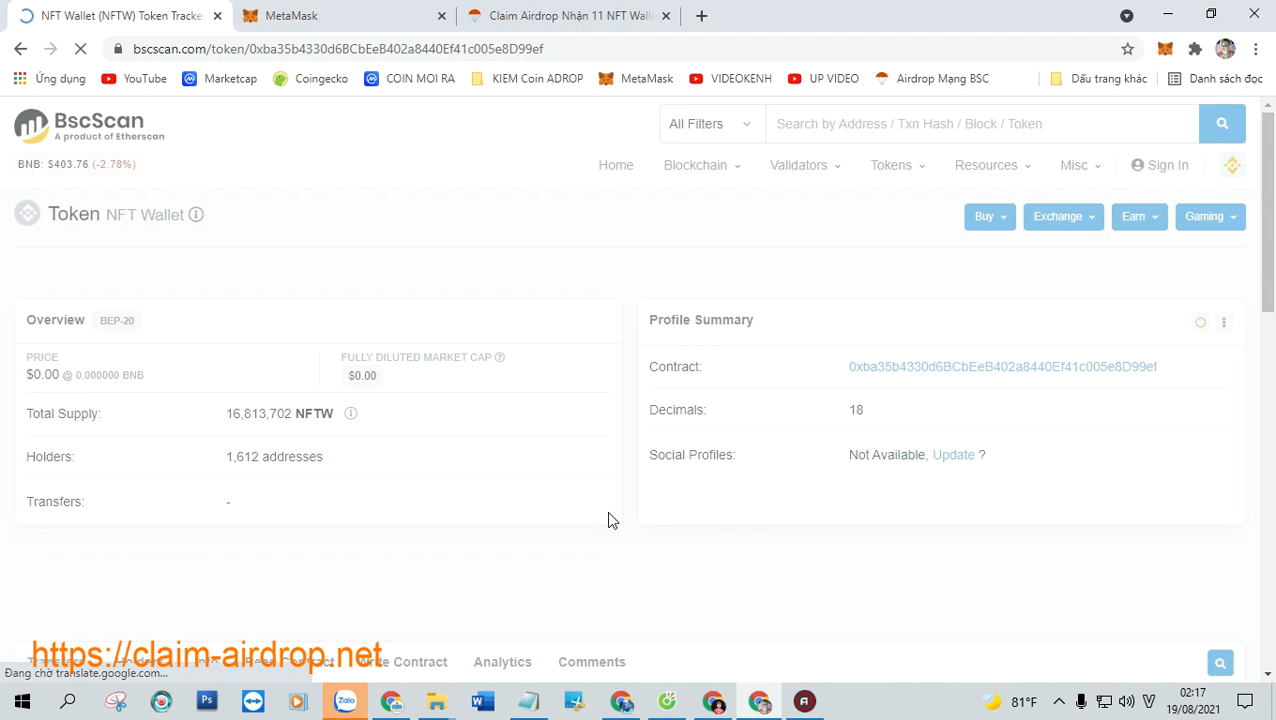 NFT Wallet (NFTW) Token Tracke
MetaMask
Claim Airdrop Nhận 11 NFT Walle
bscscan.com/token/0xba35b4330d6BCbEeB402a8440Ef41c005e8D99ef
Ứng dụng
YouTube
Marketcap
Coingecko
COIN MOI RA
KIEM Coin ADROP
MetaMask
VIDEOKENH
UP VIDEO
Airdrop Mạng BSC
Dấu trang khác
Danh sách đọc
BscScan
A product of Etherscan
All Filters
Search by Address / Txn Hash / Block / Token
BNB: $403.76 (-2.78%)
Home
Blockchain
Validators
Tokens
Resources
Misc
Sign In
Token NFT Wallet
Buy
Exchange
Earn
Gaming
Overview BEP-20
PRICE
$0.00 @ 0.000000 BNB
FULLY DILUTED MARKET CAP
$0.00
Total Supply: 16,813,702 NFTW
Holders: 1,612 addresses
Transfers: -
Profile Summary
Contract: 0xba35b4330d6BCbEeB402a8440Ef41c005e8D99ef
Decimals: 18
Social Profiles: Not Available, Update ?
https://claim-airdrop.net
Contract
Analytics
Comments
Đang chờ translate.google.com...
Ps
Zalo
81°F
02:17
19/08/2021